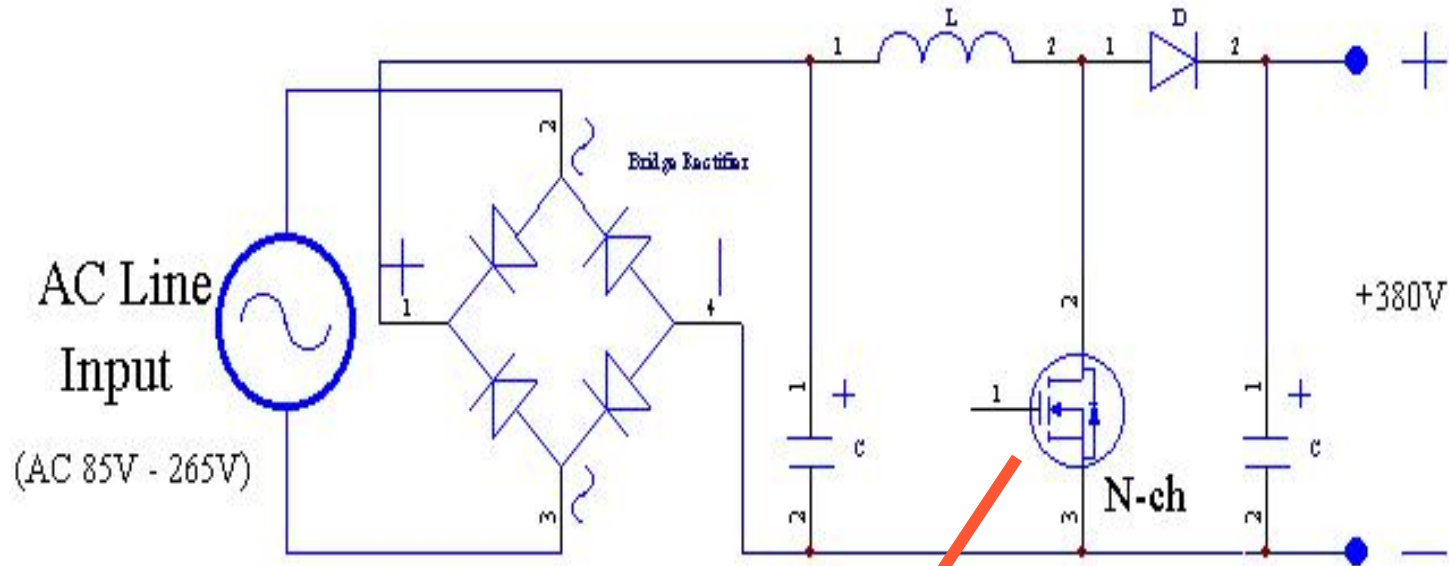 L
D
1
2
1
2
+
2
Bridge Rectifier
AC Line
Input
(AC 85V - 265V)
+
1
4
3
1
+
C
2
2
1
N-ch
3
1
+
C
2
+380V
−